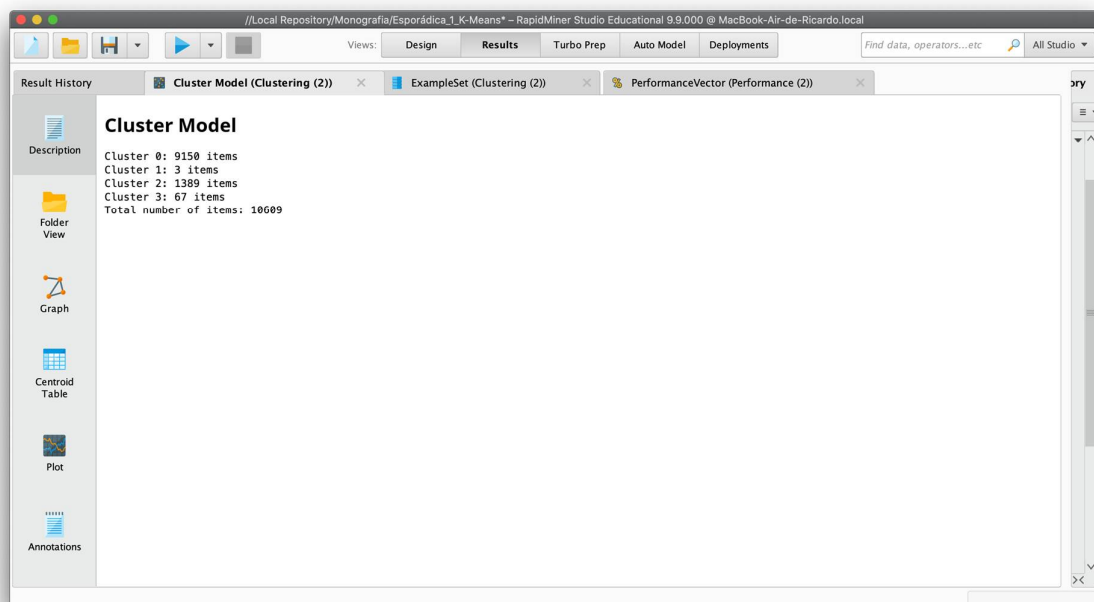 //Local Repository/Monografia/Esporádica_1_K-Means* – RapidMiner Studio Educational 9.9.000 @ MacBook-Air-de-Ricardo.local
Views: Design Results Turbo Prep Auto Model Deployments Find data, operators...etc All Studio
Result History Cluster Model (Clustering (2)) ExampleSet (Clustering (2)) PerformanceVector (Performance (2)) ory
Description
Folder
View
Graph
Centroid
Table
Plot
Annotations
Cluster Model
Cluster 0: 9150 items
Cluster 1: 3 items
Cluster 2: 1389 items
Cluster 3: 67 items
Total number of items: 10609